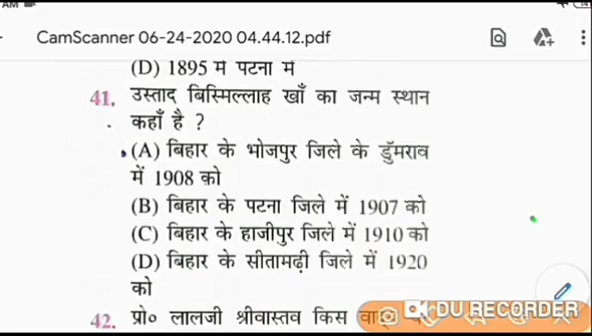 AM
CamScanner 06-24-2020 04.44.12.pdf
(D) 1895 में पटना में
41. उस्ताद बिस्मिल्लाह खाँ का जन्म स्थान
कहाँ है ?
(A) बिहार के भोजपुर जिले के डुॅमराव
में 1908 को
(B) बिहार के पटना जिले में 1907 को
(C) बिहार के हाजीपुर जिले में 1910 को
(D) बिहार के सीतामढ़ी जिले में 1920
को
42. प्रो० लालजी श्रीवास्तव किस
DU RECORDER